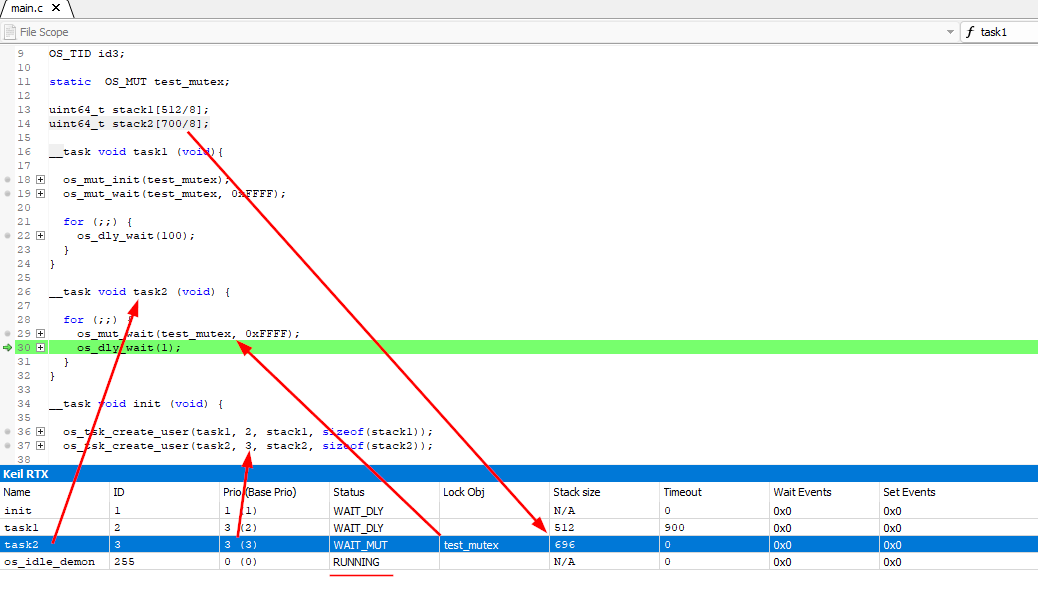 main.c ✕
File Scope task1
9 OS_TID id3;
10
11 static  OS_MUT test_mutex;
12
13 uint64_t stack1[512/8];
14 uint64_t stack2[700/8];
15
16 __task void task1 (void){
17
18 os_mut_init(test_mutex);
19 os_mut_wait(test_mutex, 0xFFFF);
20
21 for (;;) {
22 os_dly_wait(100);
23 }
24 }
25
26 __task void task2 (void) {
27
28 for (;;) {
29 os_mut_wait(test_mutex, 0xFFFF);
30 os_dly_wait(1);
31 }
32 }
33
34 __task void init (void) {
35
36 os_tsk_create_user(task1, 2, stack1, sizeof(stack1));
37 os_tsk_create_user(task2, 3, stack2, sizeof(stack2));
38
Keil RTX
Name ID Prio (Base Prio) Status Lock Obj Stack size Timeout Wait Events Set Events
init 1 1 (1) WAIT_DLY N/A 0 0x0 0x0
task1 2 3 (2) WAIT_DLY 512 900 0x0 0x0
task2 3 3 (3) WAIT_MUT test_mutex 696 0 0x0 0x0
os_idle_demon 255 0 (0) RUNNING N/A 0 0x0 0x0